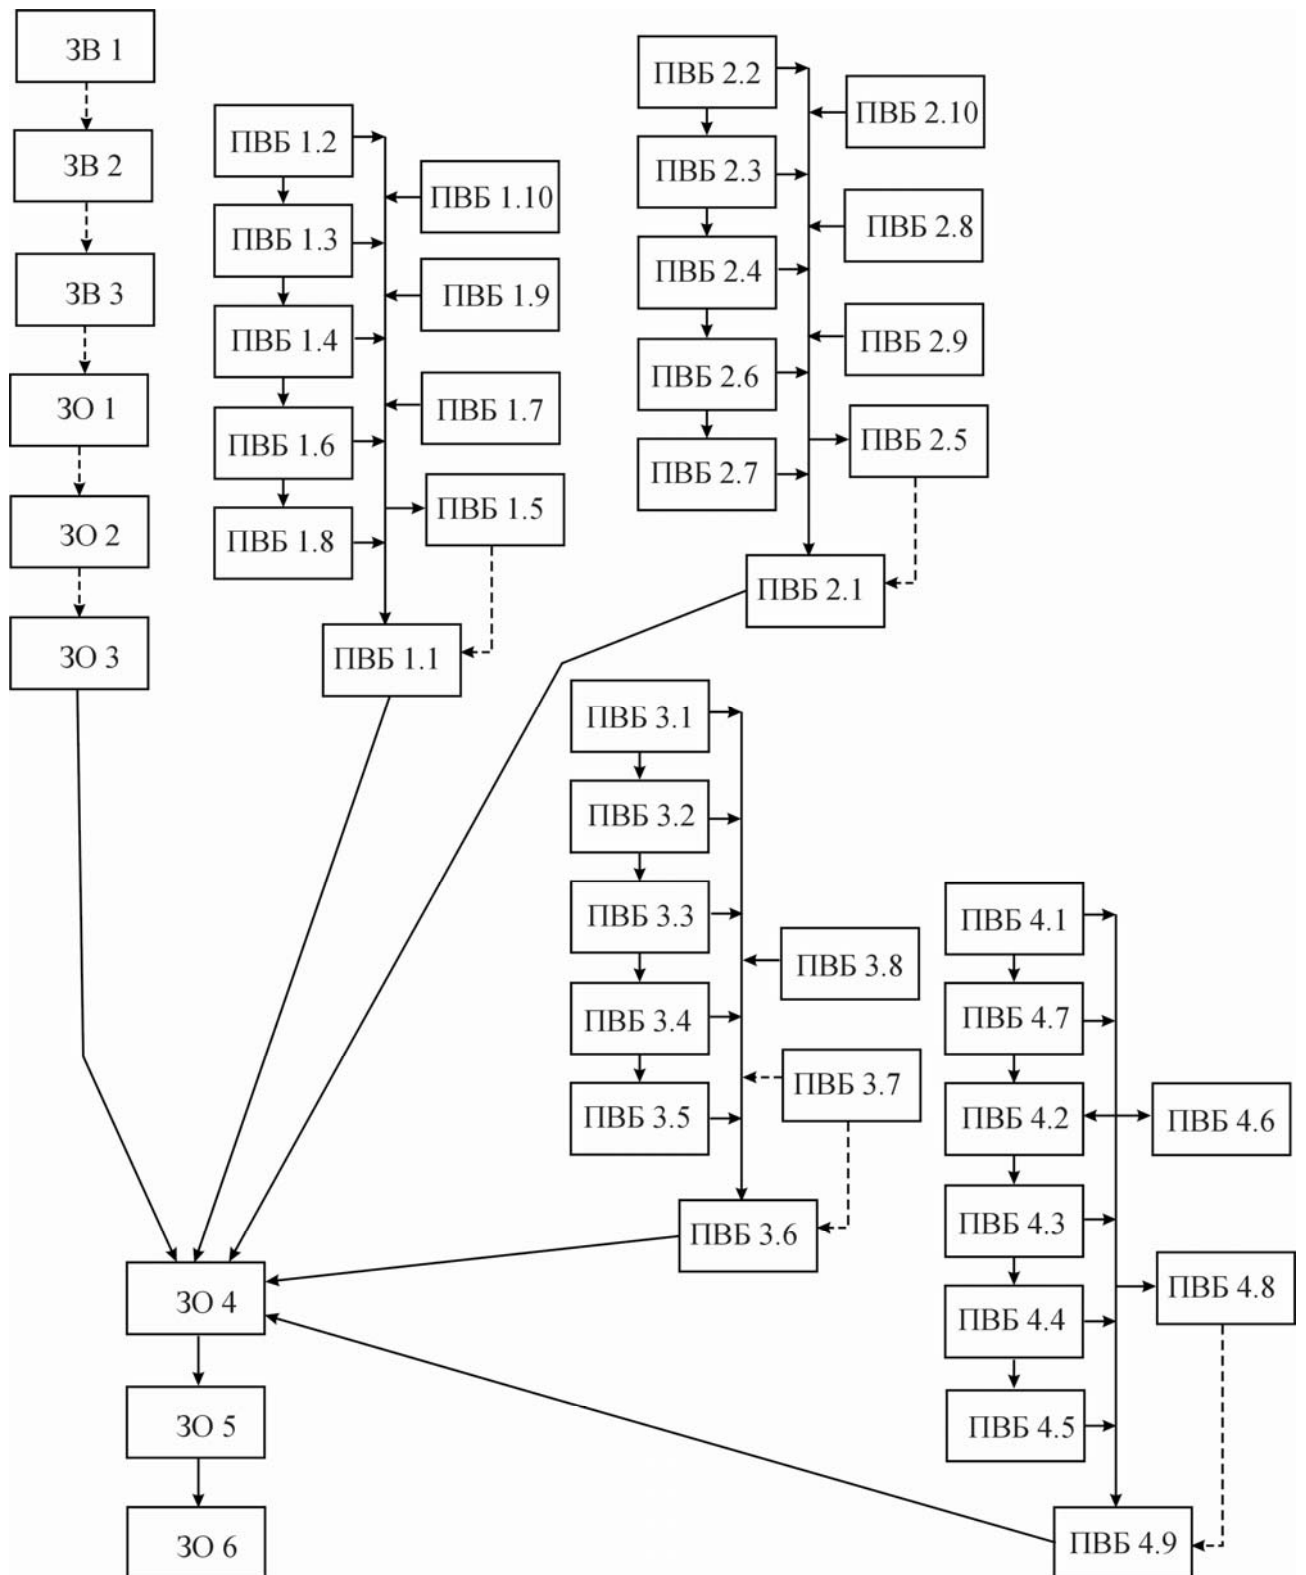 ЗВ 1
ЗВ 2
ЗВ 3
ЗО 1
ЗО 2
ЗО 3
ПВБ 1.2
ПВБ 1.3
ПВБ 1.4
ПВБ 1.6
ПВБ 1.8
ПВБ 1.10
ПВБ 1.9
ПВБ 1.7
ПВБ 1.5
ПВБ 1.1
ПВБ 2.2
ПВБ 2.3
ПВБ 2.4
ПВБ 2.6
ПВБ 2.7
ПВБ 2.10
ПВБ 2.8
ПВБ 2.9
ПВБ 2.5
ПВБ 2.1
ПВБ 3.1
ПВБ 3.2
ПВБ 3.3
ПВБ 3.4
ПВБ 3.5
ПВБ 3.8
ПВБ 3.7
ПВБ 3.6
ПВБ 4.1
ПВБ 4.7
ПВБ 4.2
ПВБ 4.3
ПВБ 4.4
ПВБ 4.5
ПВБ 4.6
ПВБ 4.8
ПВБ 4.9
ЗО 4
ЗО 5
ЗО 6